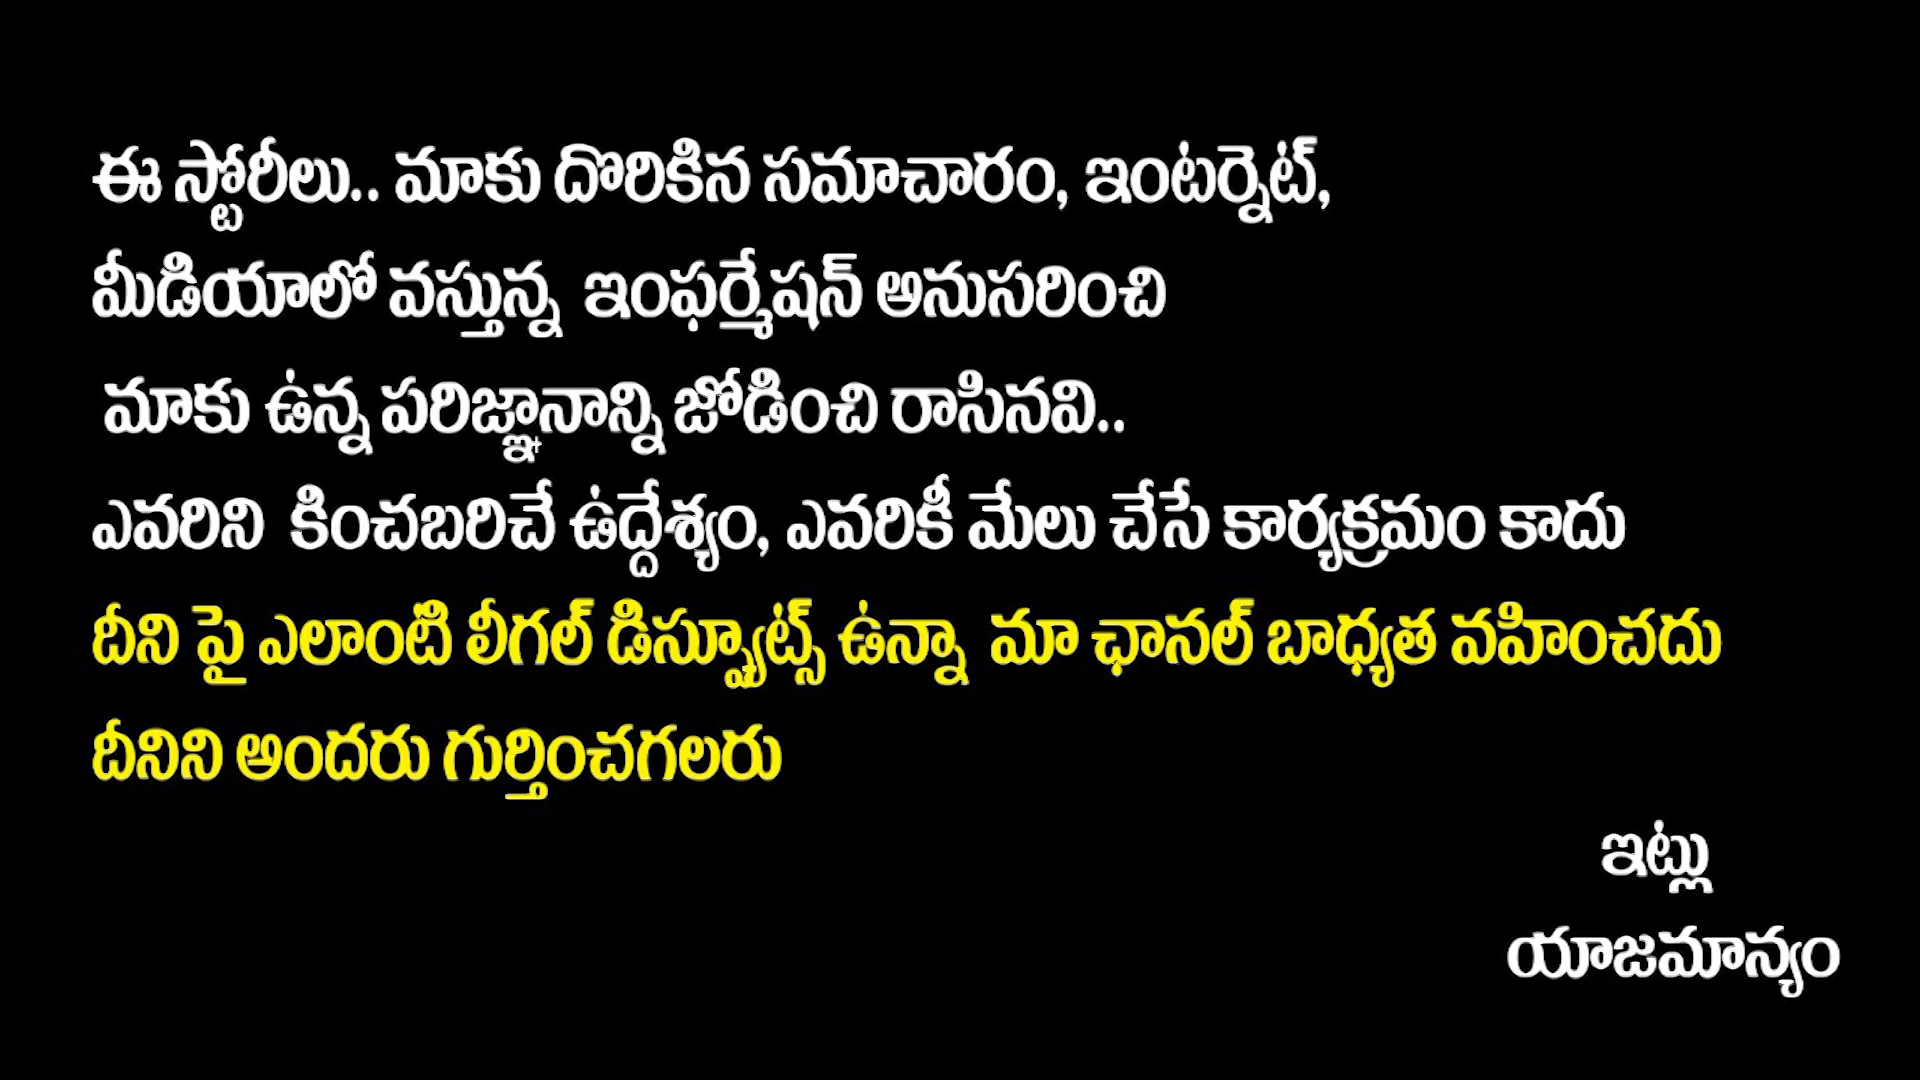 ఈ స్టోరీలు.. మాకు దొరికిన సమాచారం, ఇంటర్నెట్,
మీడియాలో వస్తున్న ఇంఫర్మేషన్ అనుసరించి
మాకు ఉన్న పరిజ్ఞానాన్ని జోడించి రాసినవి..
ఎవరిని కించబరిచే ఉద్దేశ్యం, ఎవరికీ మేలు చేసే కార్యక్రమం కాదు
దీని పై ఎలాంటి లీగల్ డిస్ప్యూట్స్ ఉన్నా మా ఛానల్ బాధ్యత వహించదు
దీనిని అందరు గుర్తించగలరు
ఇట్లు
యాజమాన్యం